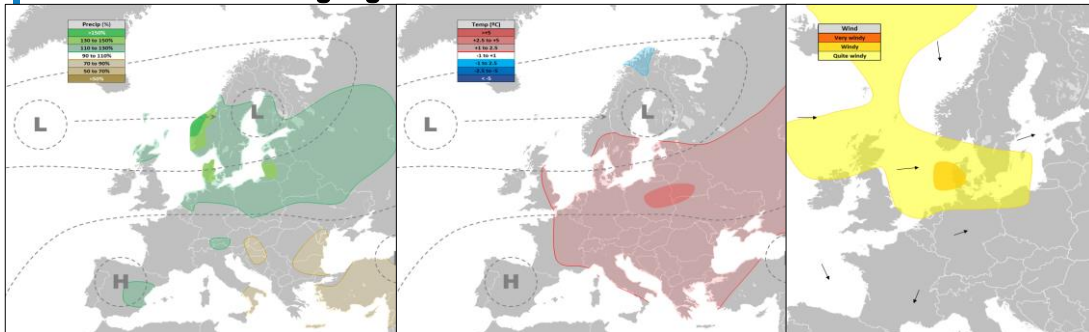 Precip (%)
>150%
130 to 150%
110 to 130%
90 to 110%
70 to 90%
50 to 70%
<50%
L
L
H
Temp (ºC)
>+5
+2.5 to +5
+1 to 2.5
-1 to +1
-1 to 2.5
-2.5 to -5
< -5
L
L
H
Wind
Very windy
Windy
Quite windy